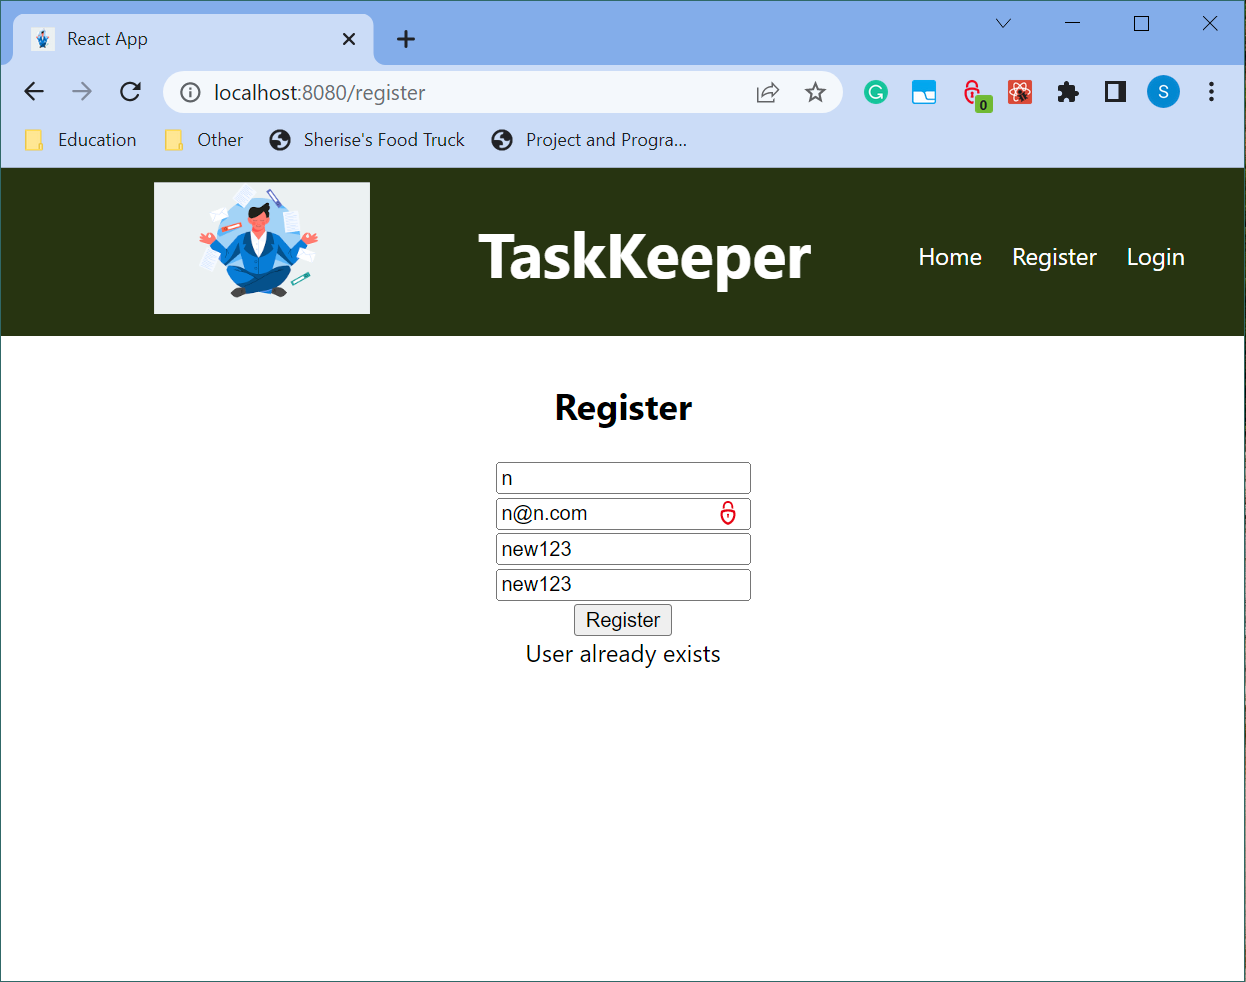 React App
localhost:8080/register
G
0
S
Education Other Sherise's Food Truck Project and Progra...
TaskKeeper
Home Register Login
Register
n
n@n.com
new123
new123
Register
User already exists